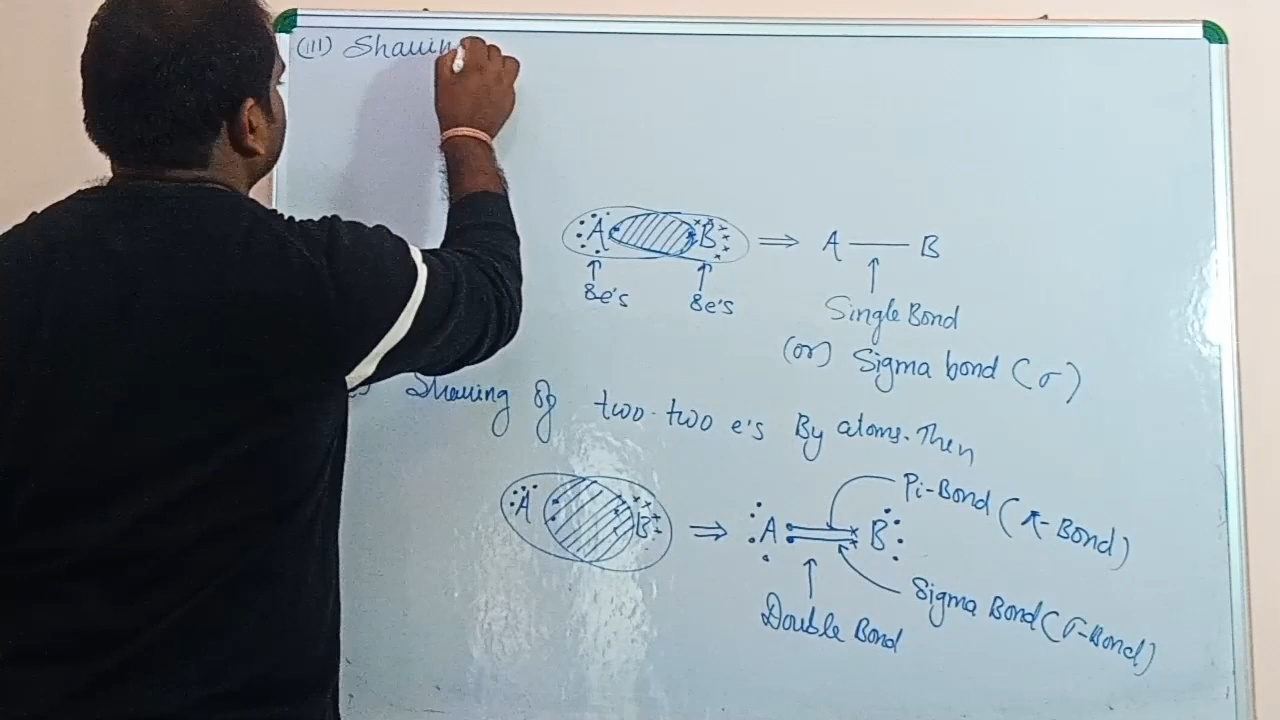 (III) Sharin
A B ⇒ A — B
8e's 8e's
Single Bond
(or) Sigma bond (σ)
Sharing of two-two e's By atoms. Then
A B ⇒ A B
Pi-Bond (π-Bond)
Sigma Bond (σ-Bond)
Double Bond